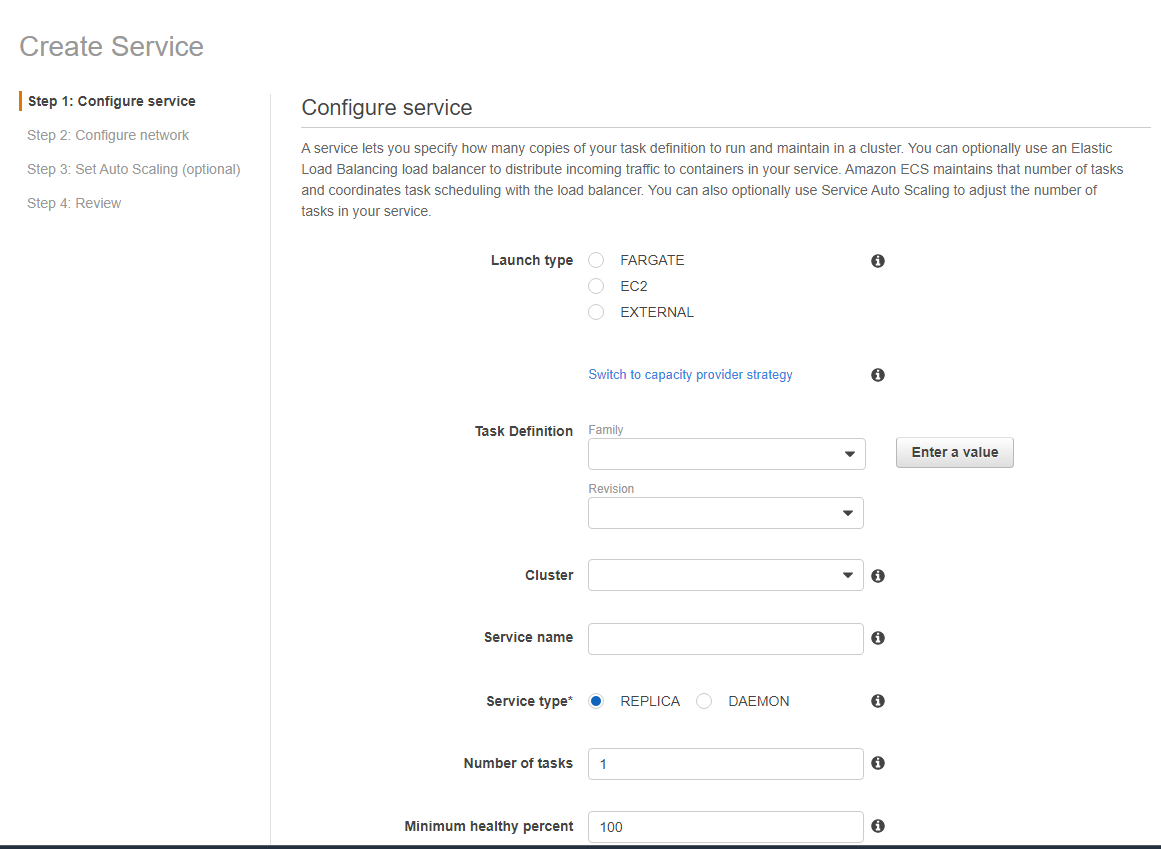 Create Service
Step 1: Configure service
Step 2: Configure network
Step 3: Set Auto Scaling (optional)
Step 4: Review
Configure service
A service lets you specify how many copies of your task definition to run and maintain in a cluster. You can optionally use an Elastic
Load Balancing load balancer to distribute incoming traffic to containers in your service. Amazon ECS maintains that number of tasks
and coordinates task scheduling with the load balancer. You can also optionally use Service Auto Scaling to adjust the number of
tasks in your service.
Launch type FARGATE
EC2
EXTERNAL
Switch to capacity provider strategy
Task Definition Family
Enter a value
Revision
Cluster
Service name
Service type* REPLICA DAEMON
Number of tasks 1
Minimum healthy percent 100